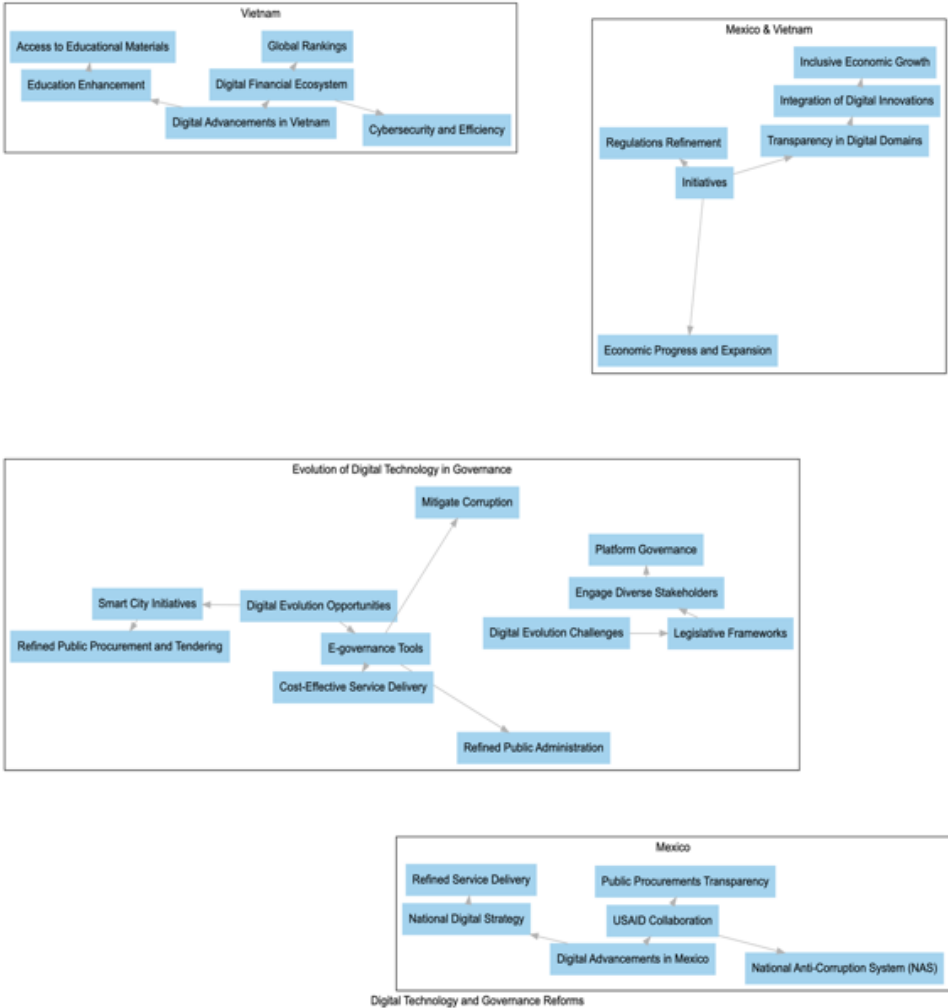 Vietnam
Access to Educational Materials
Global Rankings
Education Enhancement
Digital Financial Ecosystem
Digital Advancements in Vietnam
Cybersecurity and Efficiency
Mexico & Vietnam
Inclusive Economic Growth
Integration of Digital Innovations
Regulations Refinement
Transparency in Digital Domains
Initiatives
Economic Progress and Expansion
Evolution of Digital Technology in Governance
Mitigate Corruption
Platform Governance
Engage Diverse Stakeholders
Smart City Initiatives
Digital Evolution Opportunities
Digital Evolution Challenges
Legislative Frameworks
Refined Public Procurement and Tendering
E-governance Tools
Cost-Effective Service Delivery
Refined Public Administration
Mexico
Refined Service Delivery
Public Procurements Transparency
National Digital Strategy
USAID Collaboration
Digital Advancements in Mexico
National Anti-Corruption System (NAS)
Digital Technology and Governance Reforms